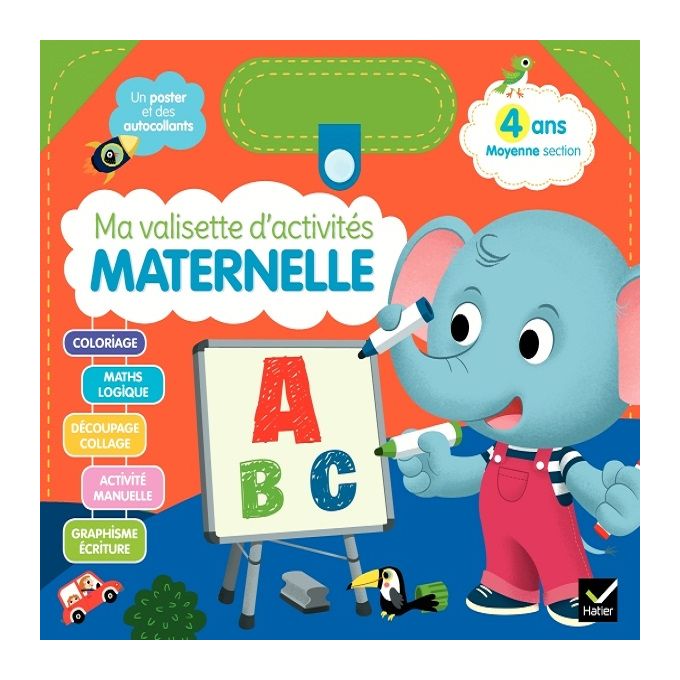 Un poster
et des
autocollants
4 ans
Moyenne section
Ma valisette d'activités
MATERNELLE
COLORIAGE
MATHS
LOGIQUE
DÉCOUPAGE
COLLAGE
ACTIVITÉ
MANUELLE
GRAPHISME
ÉCRITURE
A
B C
Hatier